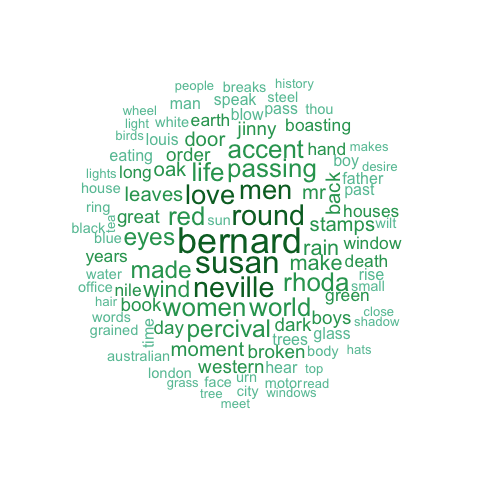 people breaks history
wheel man speak steel
light white earth blow pass thou
birds louis door jinny boasting
eating order accent hand makes
lights long oak life passing boy desire
house leaves love men mr back father past
ring great red sun round stamps houses wilt
black tea eyes bernard rain window
blue
years made susan make death
water nile wind neville rhoda rise small
office book women world green
hair
words day percival dark boys close shadow
grained time moment broken trees glass
australian western hear body hats
london face urn motor top
grass tree city windows read
meet